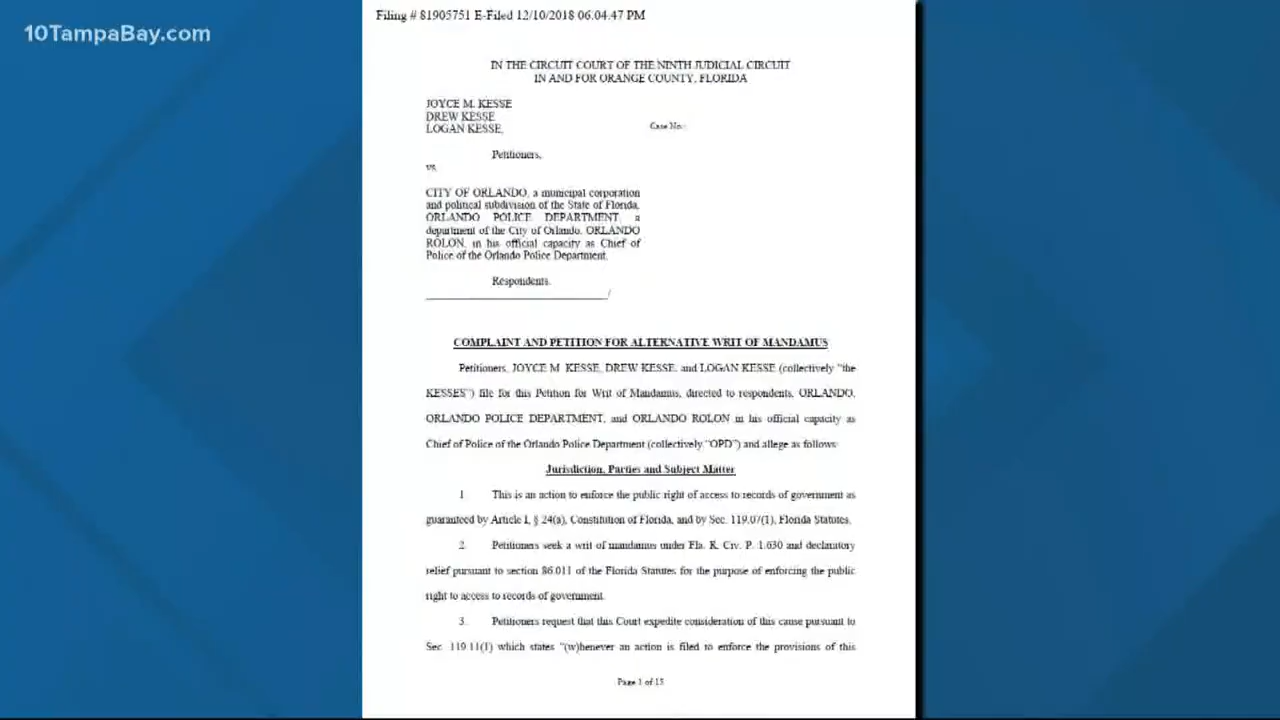 10TampaBay.com
Filing # 81905751 E-Filed 12/10/2018 06:04:47 PM
IN THE CIRCUIT COURT OF THE NINTH JUDICIAL CIRCUIT
IN AND FOR ORANGE COUNTY, FLORIDA
JOYCE M. KESSE
DREW KESSE
LOGAN KESSE,
Case No.:
Petitioners,
vs.
CITY OF ORLANDO, a municipal corporation
and political subdivision of the State of Florida,
ORLANDO POLICE DEPARTMENT, a
department of the City of Orlando, ORLANDO
ROLON, in his official capacity as Chief of
Police of the Orlando Police Department,
Respondents.
/
COMPLAINT AND PETITION FOR ALTERNATIVE WRIT OF MANDAMUS
Petitioners, JOYCE M. KESSE, DREW KESSE, and LOGAN KESSE (collectively "the
KESSES") file for this Petition for Writ of Mandamus, directed to respondents, ORLANDO,
ORLANDO POLICE DEPARTMENT, and ORLANDO ROLON in his official capacity as
Chief of Police of the Orlando Police Department (collectively "OPD") and allege as follows:
Jurisdiction, Parties and Subject Matter
1. This is an action to enforce the public right of access to records of government as
guaranteed by Article I, § 24(a), Constitution of Florida, and by Sec. 119.07(1), Florida Statutes.
2. Petitioners seek a writ of mandamus under Fla. R. Civ. P. 1.630 and declaratory
relief pursuant to section 86.011 of the Florida Statutes for the purpose of enforcing the public
right to access to records of government.
3. Petitioners request that this Court expedite consideration of this cause pursuant to
Sec. 119.11(1) which states "(w)henever an action is filed to enforce the provisions of this
Page 1 of 15